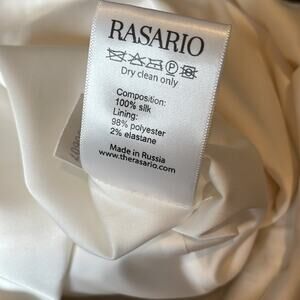 RASARIO
Dry clean only
Composition:
100% silk
Lining:
98% polyester
2% elastane
Made in Russia
www.therasario.com